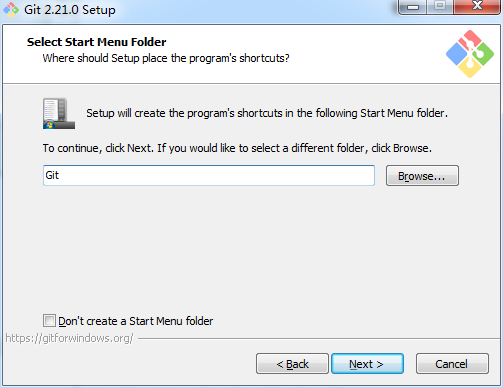 Git 2.21.0 Setup
Select Start Menu Folder
Where should Setup place the program's shortcuts?
Setup will create the program's shortcuts in the following Start Menu folder.
To continue, click Next. If you would like to select a different folder, click Browse.
Git
Browse...
Don't create a Start Menu folder
https://gitforwindows.org/
< Back
Next >
Cancel